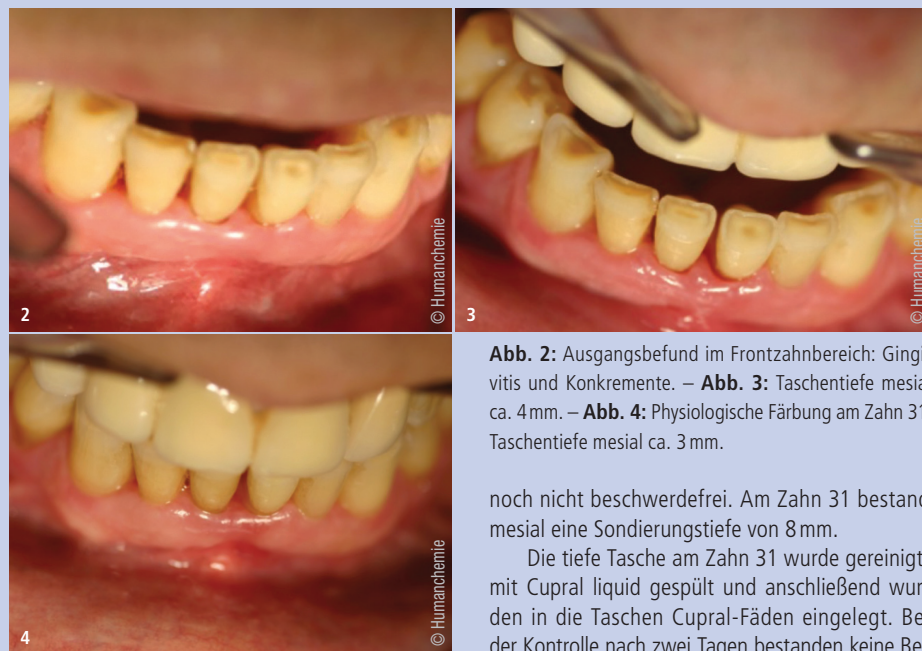 2
© Humanchemie
3
© Humanchemie
4
© Humanchemie
Abb. 2: Ausgangsbefund im Frontzahnbereich: Gingi
vitis und Konkremente. – Abb. 3: Taschentiefe mesia
ca. 4 mm. – Abb. 4: Physiologische Färbung am Zahn 31
Taschentiefe mesial ca. 3 mm.
noch nicht beschwerdefrei. Am Zahn 31 bestand
mesial eine Sondierungstiefe von 8 mm.
Die tiefe Tasche am Zahn 31 wurde gereinigt
mit Cupral liquid gespült und anschließend wur
den in die Taschen Cupral-Fäden eingelegt. Be
der Kontrolle nach zwei Tagen bestanden keine Be